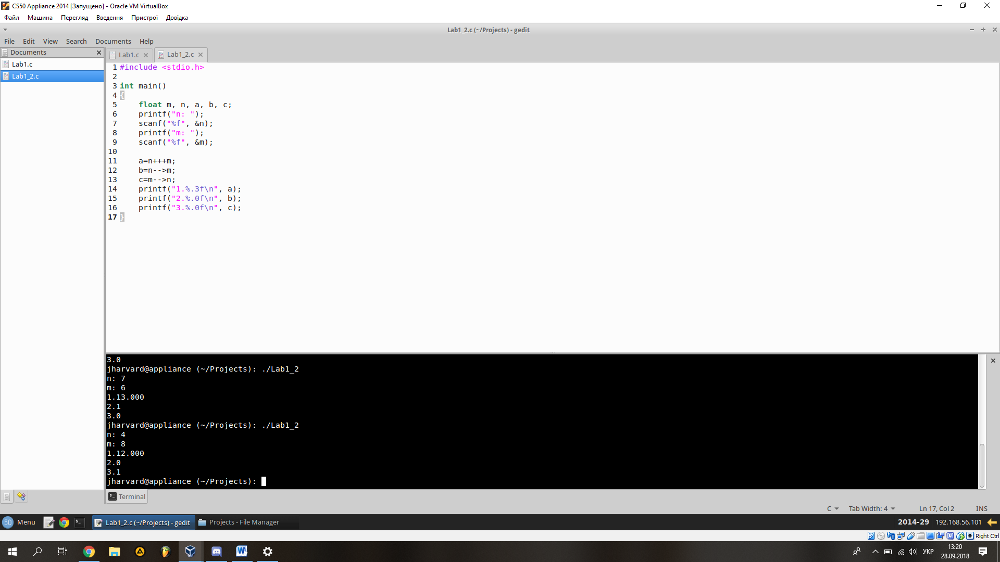 CS50 Appliance 2014 [Запущено] - Oracle VM VirtualBox
Файл Машина Перегляд Введення Пристрої Довідка
Lab1_2.c (~/Projects) - gedit
File Edit View Search Documents Help
Documents
Lab1.c
Lab1_2.c
Lab1.c Lab1_2.c
1 #include <stdio.h>
2
3 int main()
4 {
5     float m, n, a, b, c;
6     printf("n: ");
7     scanf("%f", &n);
8     printf("m: ");
9     scanf("%f", &m);
10
11     a=n+++m;
12     b=n-->m;
13     c=m-->n;
14     printf("1.%.3f\n", a);
15     printf("2.%.0f\n", b);
16     printf("3.%.0f\n", c);
17 }
3.0
jharvard@appliance (~/Projects): ./Lab1_2
n: 7
m: 6
1.13.000
2.1
3.0
jharvard@appliance (~/Projects): ./Lab1_2
n: 4
m: 8
1.12.000
2.0
3.1
jharvard@appliance (~/Projects):
Terminal
C Tab Width: 4 Ln 17, Col 2 INS
50 Menu Lab1_2.c (~/Projects) - gedit Projects - File Manager 2014-29 192.168.56.101
Right Ctrl
УКР 13:20
28.09.2018